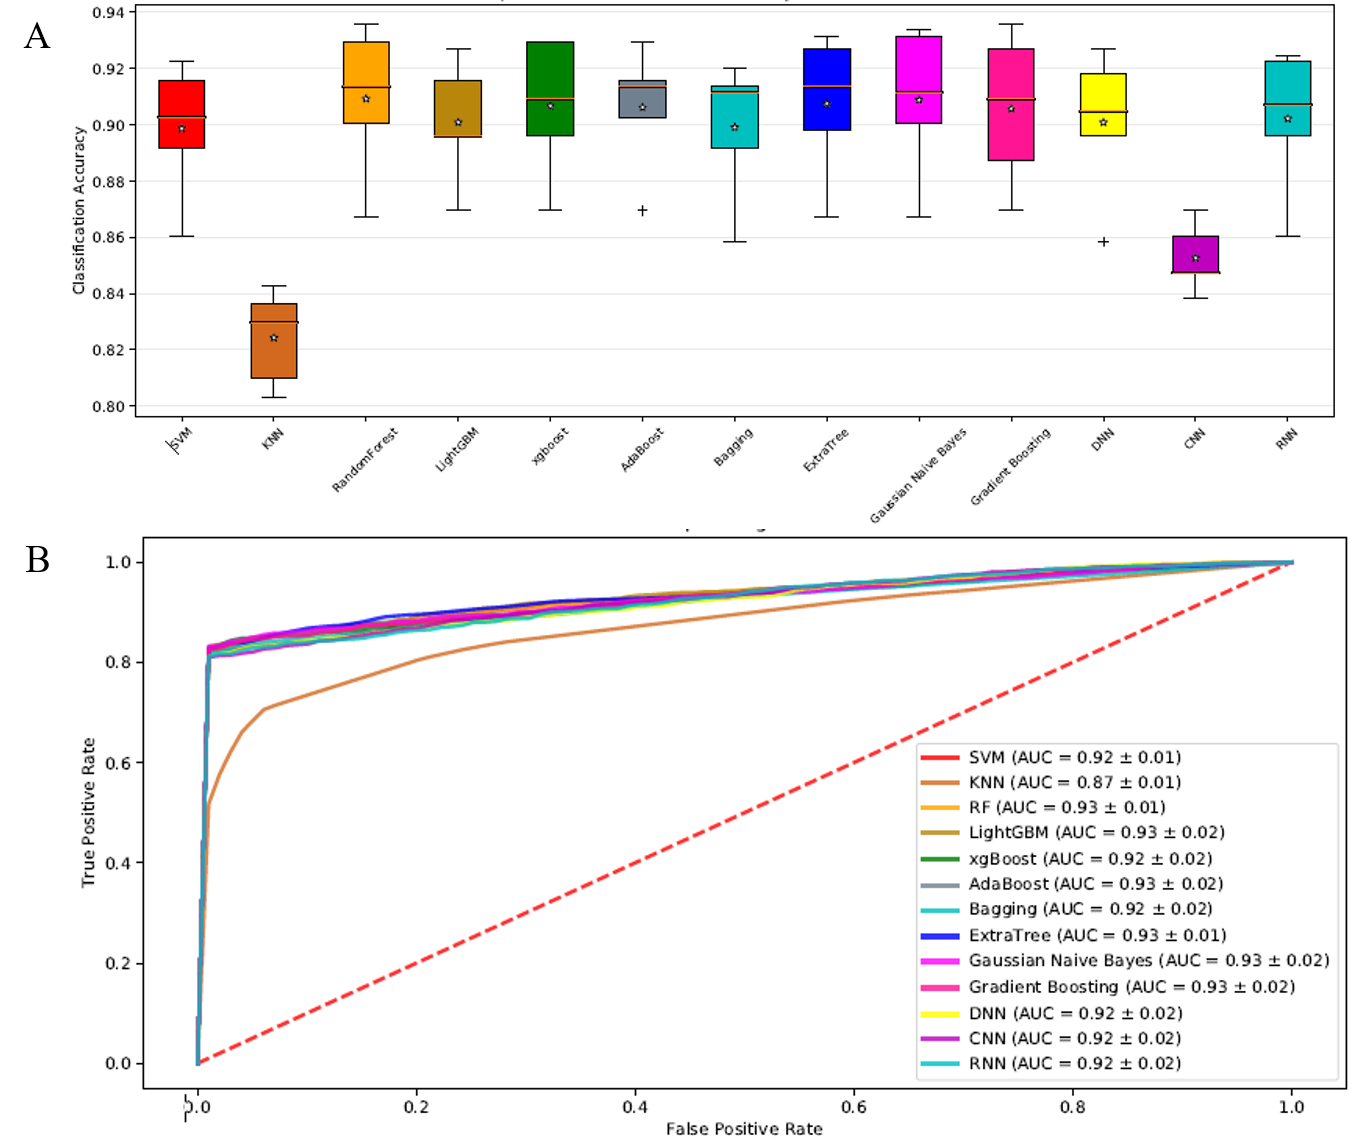 A
0.94
0.92
0.90
0.88
0.86
0.84
0.82
0.80
Classification Accuracy
SVM
KNN
RandomForest
LightGBM
xgboost
AdaBoost
Bagging
ExtraTree
Gaussian Naive Bayes
Gradient Boosting
DNN
CNN
RNN
B
1.0
0.8
0.6
0.4
0.2
0.0
True Positive Rate
SVM (AUC = 0.92 ± 0.01)
KNN (AUC = 0.87 ± 0.01)
RF (AUC = 0.93 ± 0.01)
LightGBM (AUC = 0.93 ± 0.02)
xgBoost (AUC = 0.92 ± 0.02)
AdaBoost (AUC = 0.93 ± 0.02)
Bagging (AUC = 0.92 ± 0.02)
ExtraTree (AUC = 0.93 ± 0.01)
Gaussian Naive Bayes (AUC = 0.93 ± 0.02)
Gradient Boosting (AUC = 0.93 ± 0.02)
DNN (AUC = 0.92 ± 0.02)
CNN (AUC = 0.92 ± 0.02)
RNN (AUC = 0.92 ± 0.02)
0.0 0.2 0.4 0.6 0.8 1.0
False Positive Rate